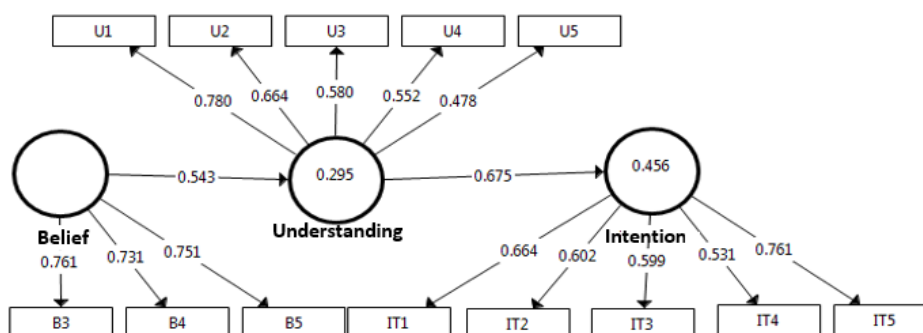 U1 U2 U3 U4 U5
0.780 0.664 0.580 0.552 0.478
0.543 0.295 0.675 0.456
Belief Understanding Intention
0.761 0.731 0.751 0.664 0.602 0.599 0.531 0.761
B3 B4 B5 IT1 IT2 IT3 IT4 IT5